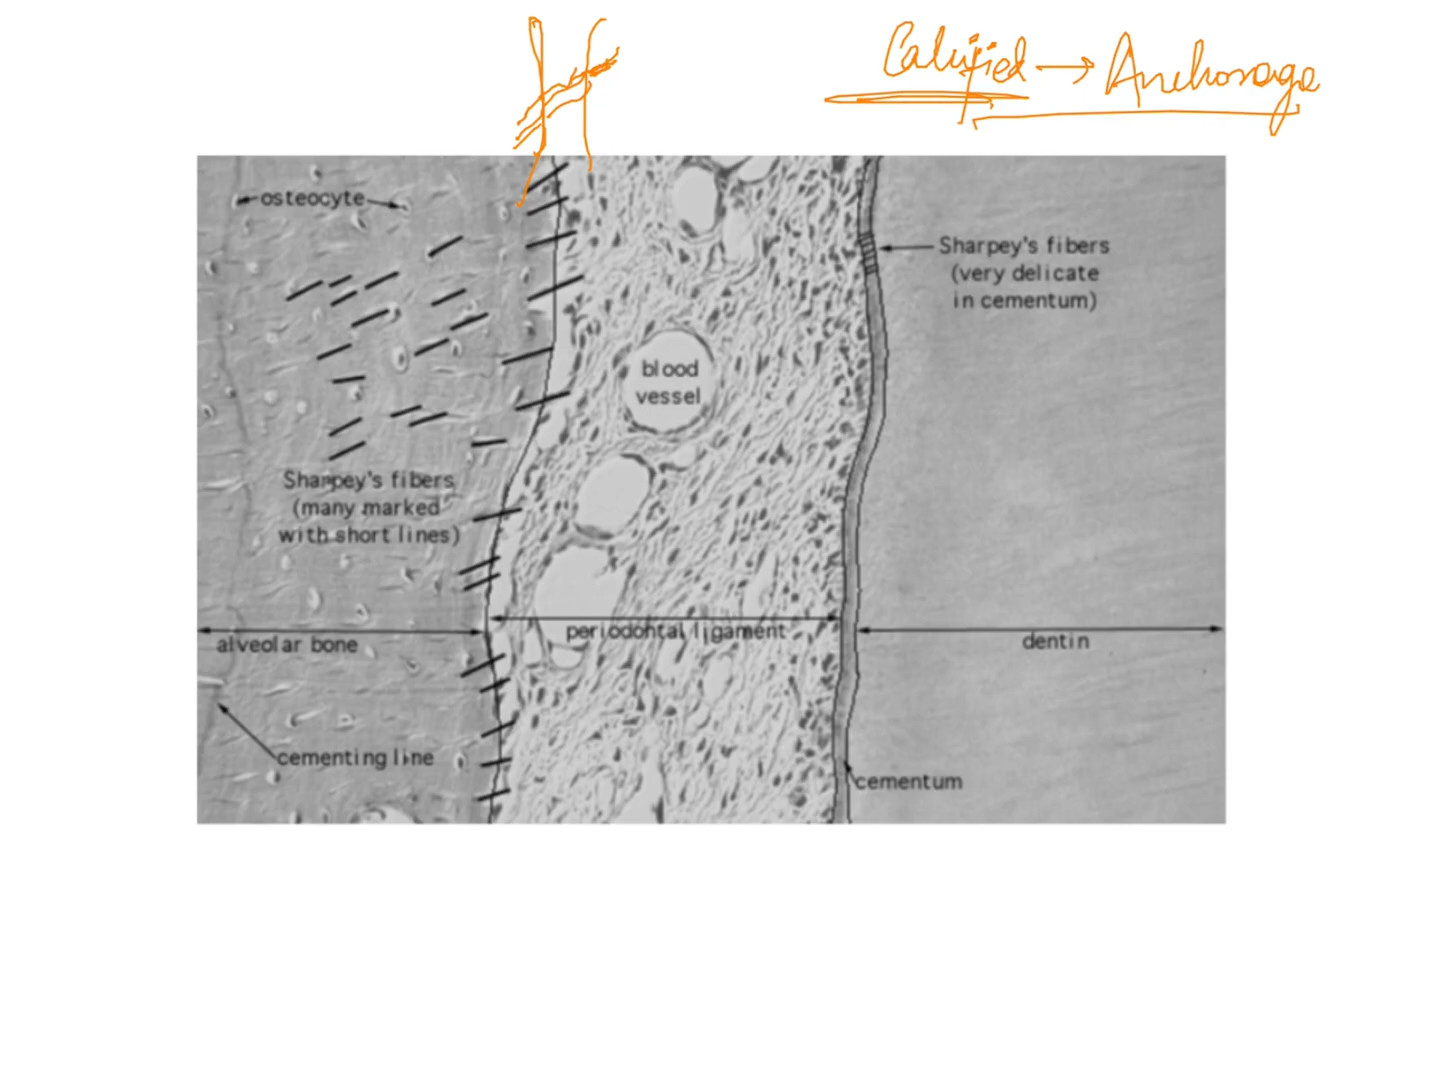 Calcified → Anchorage
osteocyte
Sharpey's fibers
(very delicate
in cementum)
blood
vessel
Sharpey's fibers
(many marked
with short lines)
alveolar bone
periodontal ligament
dentin
cementing line
cementum